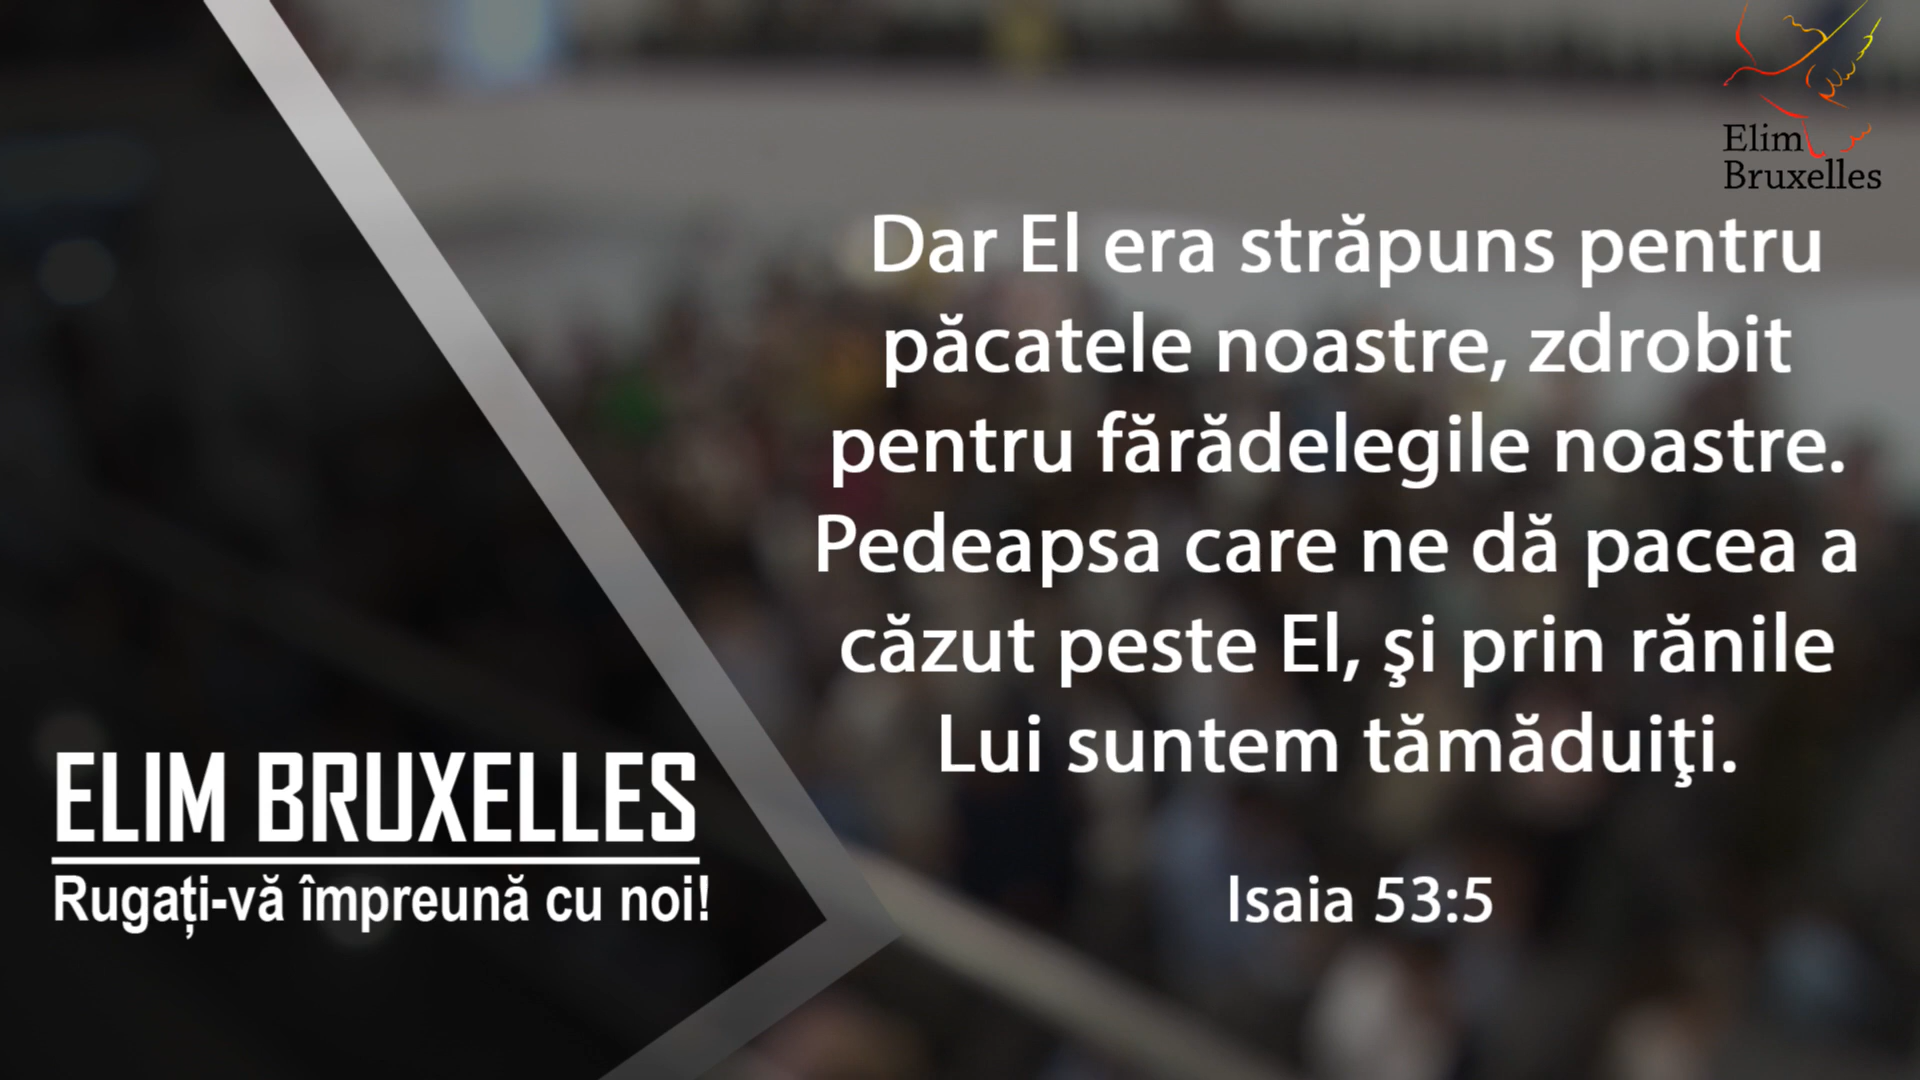 Elim
Bruxelles
Dar El era străpuns pentru
păcatele noastre, zdrobit
pentru fărădelegile noastre.
Pedeapsa care ne dă pacea a
căzut peste El, şi prin rănile
Lui suntem tămăduiţi.
Isaia 53:5
ELIM BRUXELLES
Rugați-vă împreună cu noi!